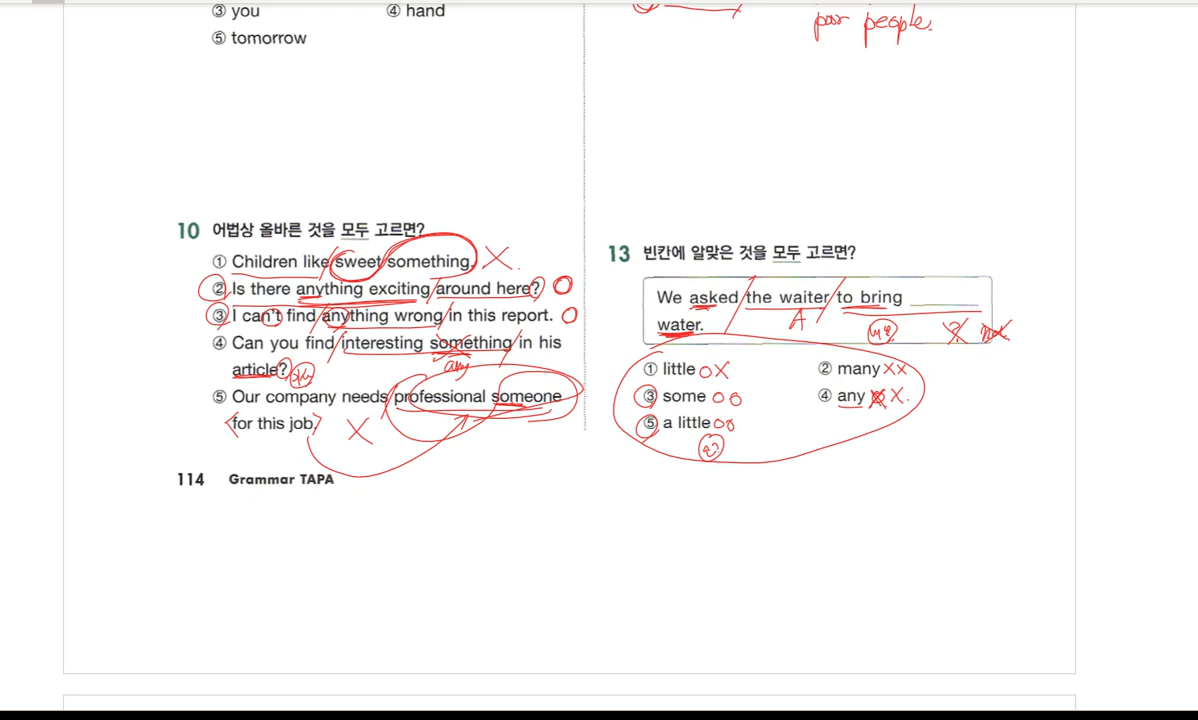 ③ you ④ hand
⑤ tomorrow
10 어법상 올바른 것을 모두 고르면?
① Children like sweet something. X.
② Is there anything exciting around here? O
③ I can't find anything wrong in this report. O
④ Can you find interesting something in his
any
article?
⑤ Our company needs professional someone
for this job. X
114 Grammar TAPA
poor people.
13 빈칸에 알맞은 것을 모두 고르면?
We asked the waiter to bring ______
A
water.
① little O X ② many X X
③ some O O ④ any X.
⑤ a little O O